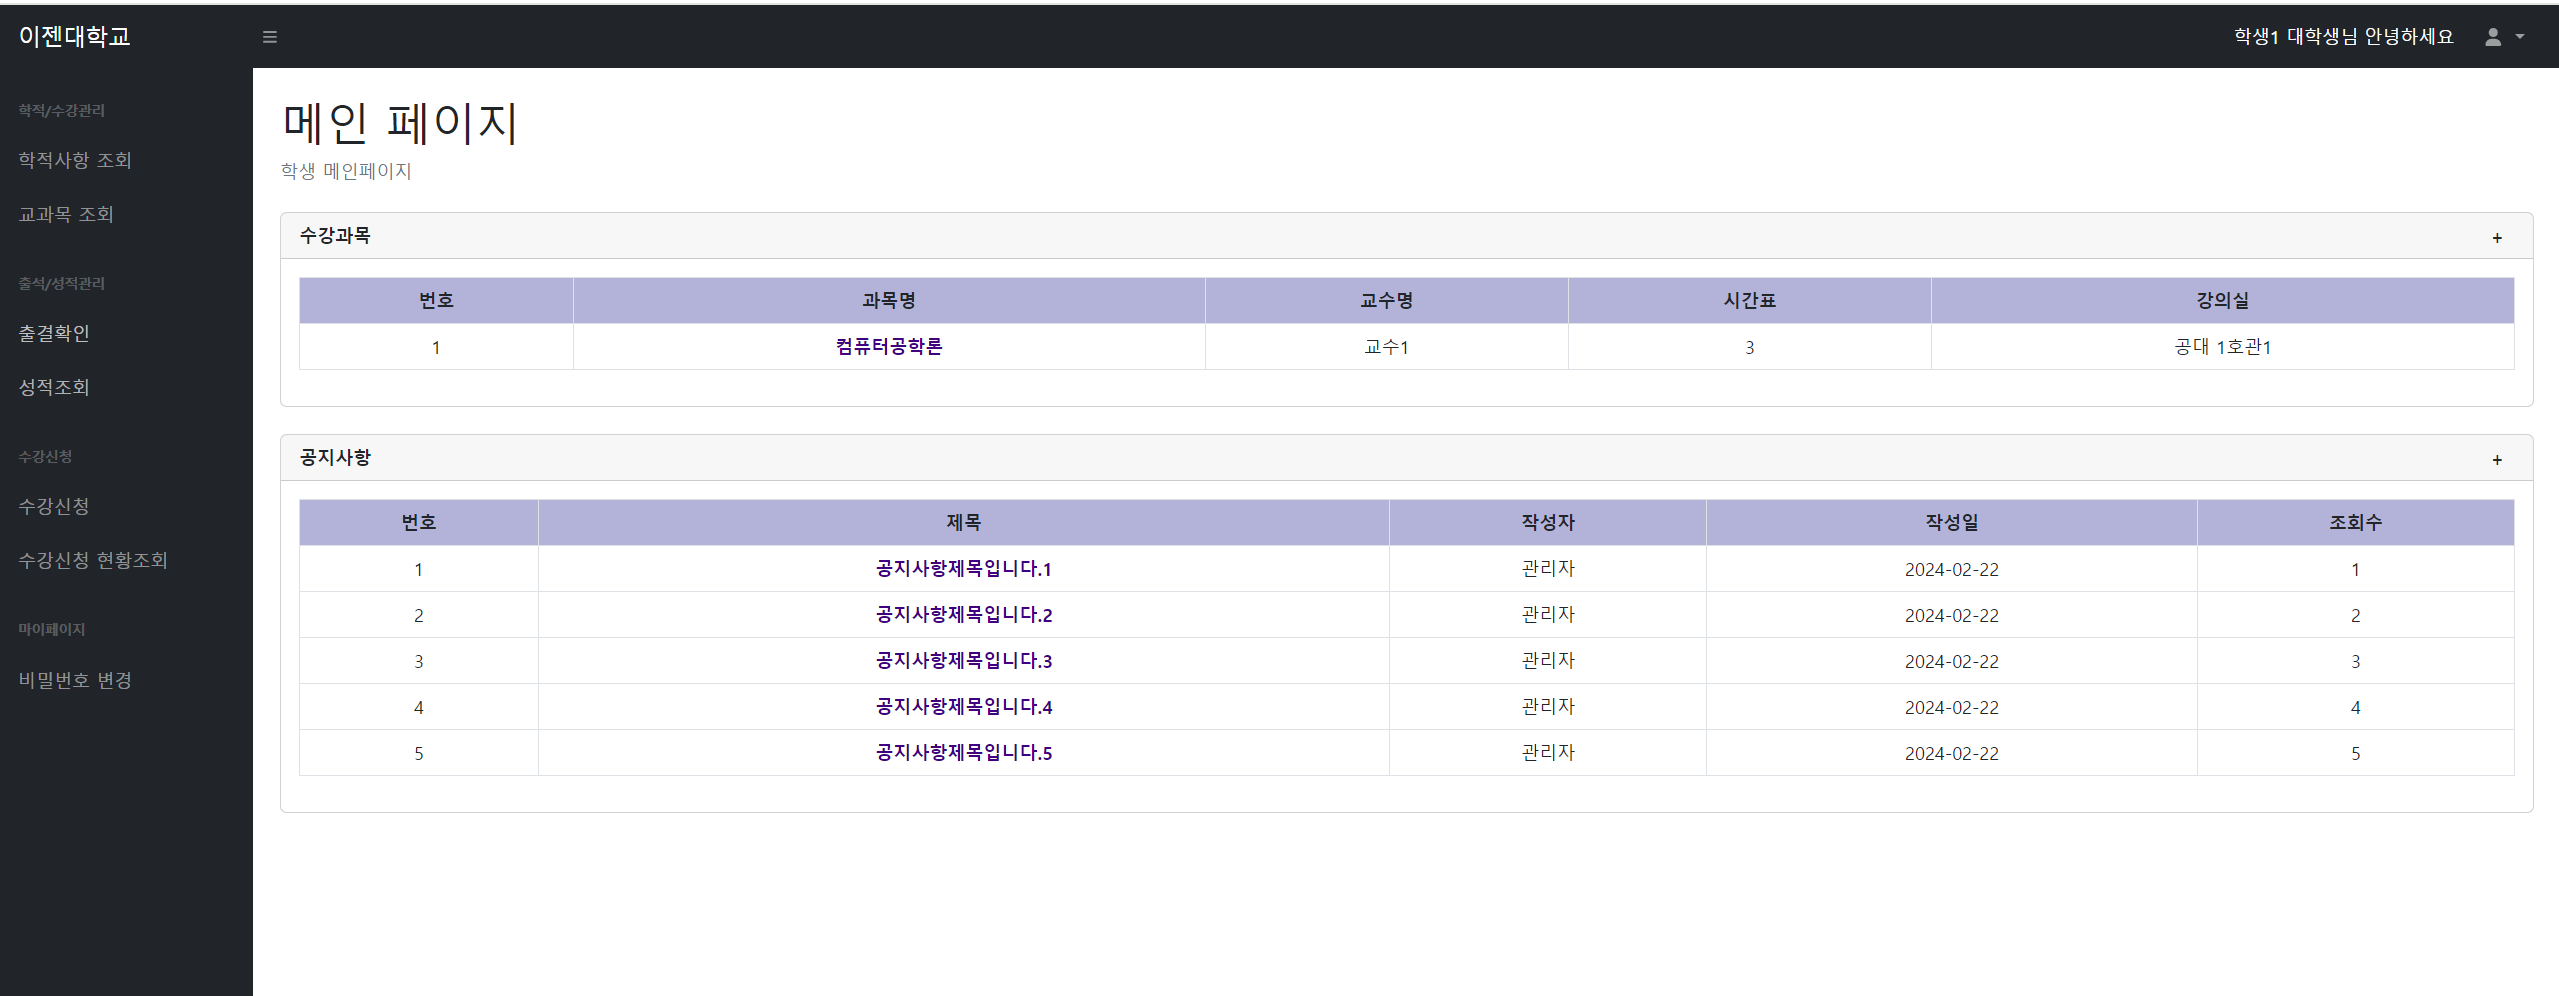 이젠대학교
학생1 대학생님 안녕하세요
학적/수강관리
학적사항 조회
교과목 조회
출석/성적관리
출결확인
성적조회
수강신청
수강신청
수강신청 현황조회
마이페이지
비밀번호 변경
메인 페이지
학생 메인페이지
수강과목 +
번호 과목명 교수명 시간표 강의실
1 컴퓨터공학론 교수1 3 공대 1호관1
공지사항 +
번호 제목 작성자 작성일 조회수
1 공지사항제목입니다.1 관리자 2024-02-22 1
2 공지사항제목입니다.2 관리자 2024-02-22 2
3 공지사항제목입니다.3 관리자 2024-02-22 3
4 공지사항제목입니다.4 관리자 2024-02-22 4
5 공지사항제목입니다.5 관리자 2024-02-22 5